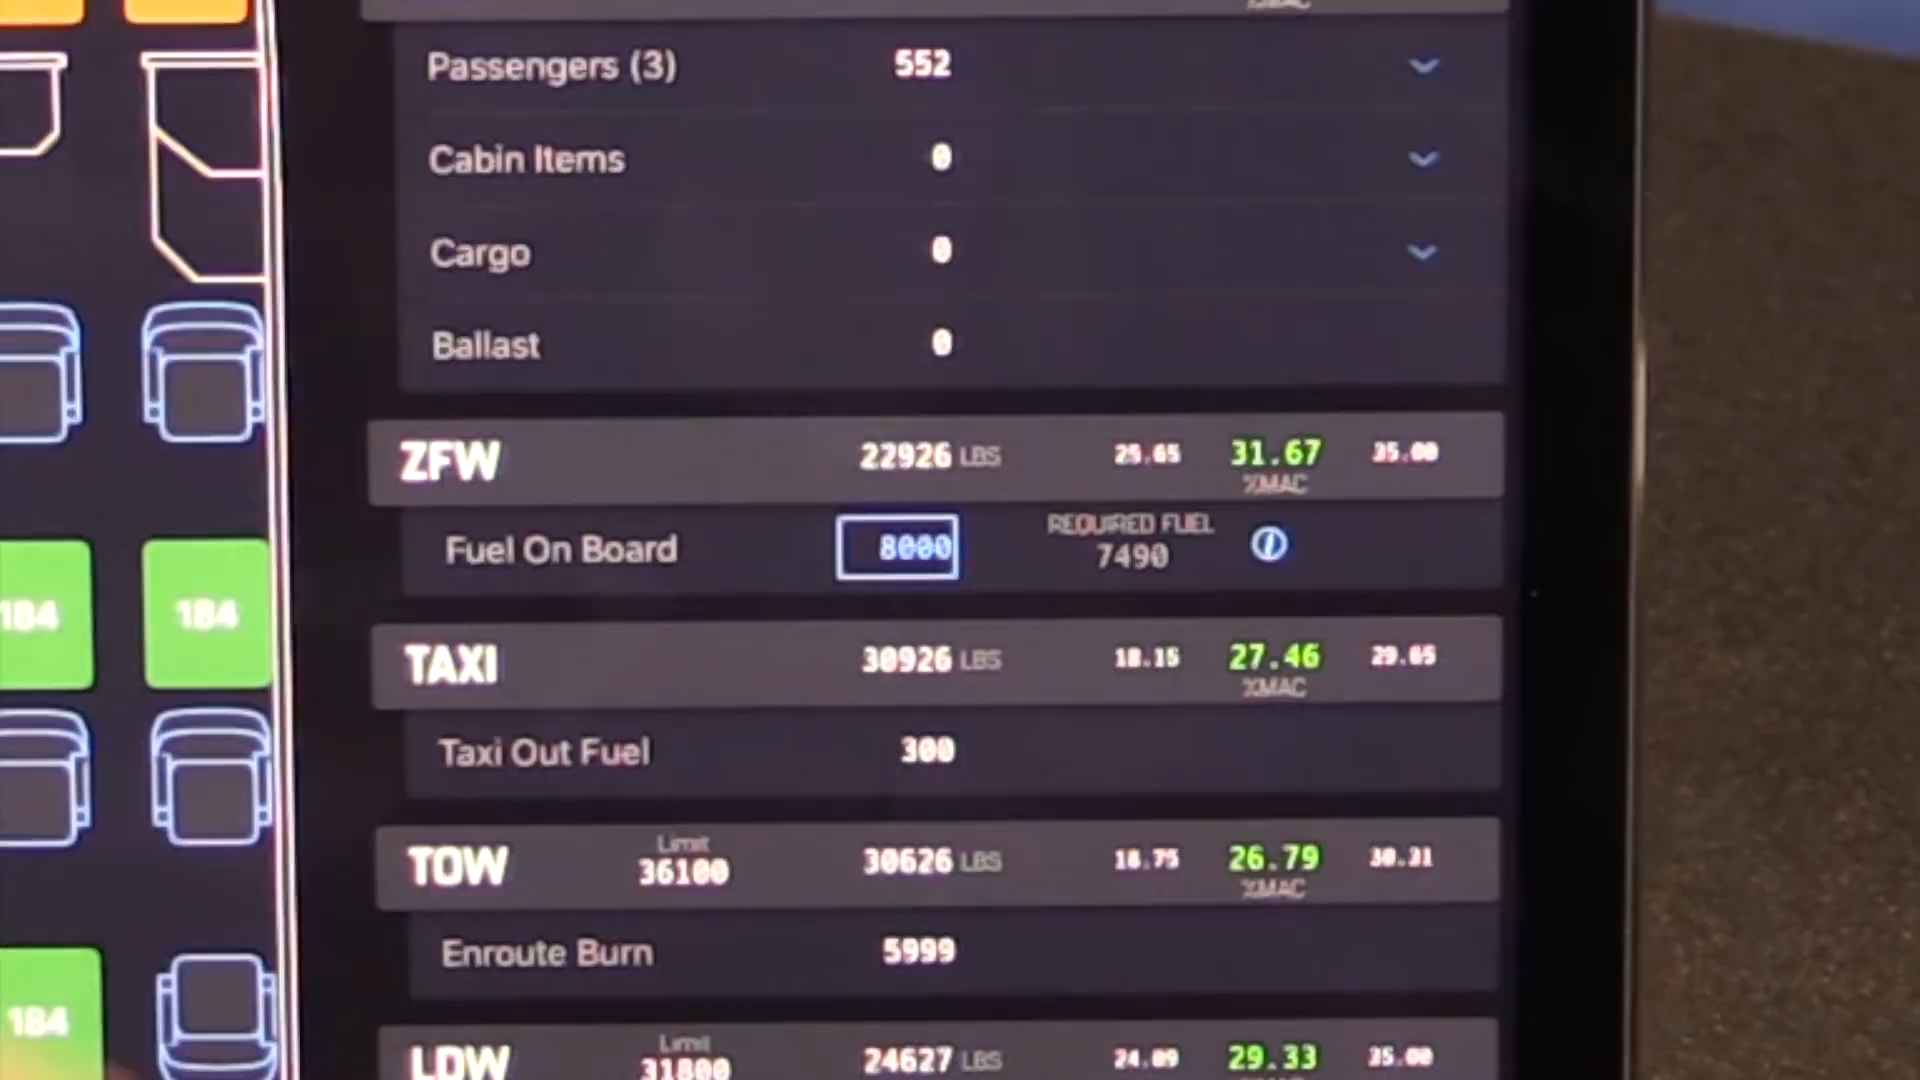 %MAC
Passengers (3) 552
Cabin Items 0
Cargo 0
Ballast 0
ZFW 22926 LBS 25.65 31.67 35.00
%MAC
REQUIRED FUEL
Fuel On Board 8000 7490
184 184
TAXI 30926 LBS 18.15 27.46 29.65
%MAC
Taxi Out Fuel 300
Limit
TOW 36100 30626 LBS 18.75 26.79 30.31
%MAC
Enroute Burn 5999
184
Limit
LDW 31800 24627 LBS 24.09 29.33 35.00